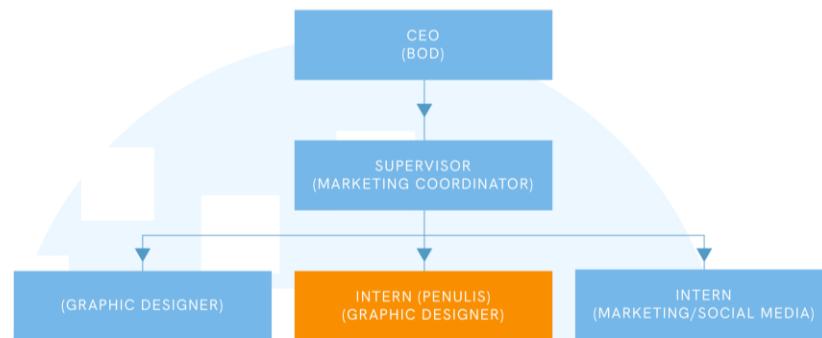 CEO
(BOD)
SUPERVISOR
(MARKETING COORDINATOR)
(GRAPHIC DESIGNER)
INTERN (PENULIS)
(GRAPHIC DESIGNER)
INTERN
(MARKETING/SOCIAL MEDIA)